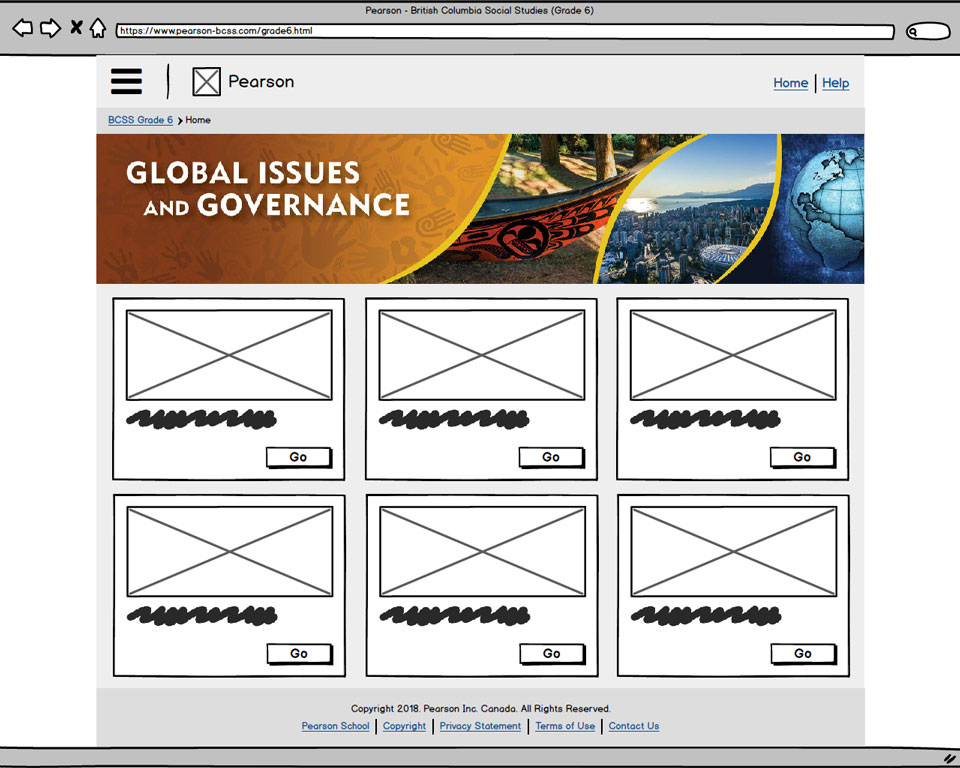 Pearson - British Columbia Social Studies (Grade 6)
https://www.pearson-bcss.com/grade6.html
Pearson
Home | Help
BCSS Grade 6 > Home
GLOBAL ISSUES
AND GOVERNANCE
Go
Go
Go
Go
Go
Go
Copyright 2018. Pearson Inc. Canada. All Rights Reserved.
Pearson School | Copyright | Privacy Statement | Terms of Use | Contact Us